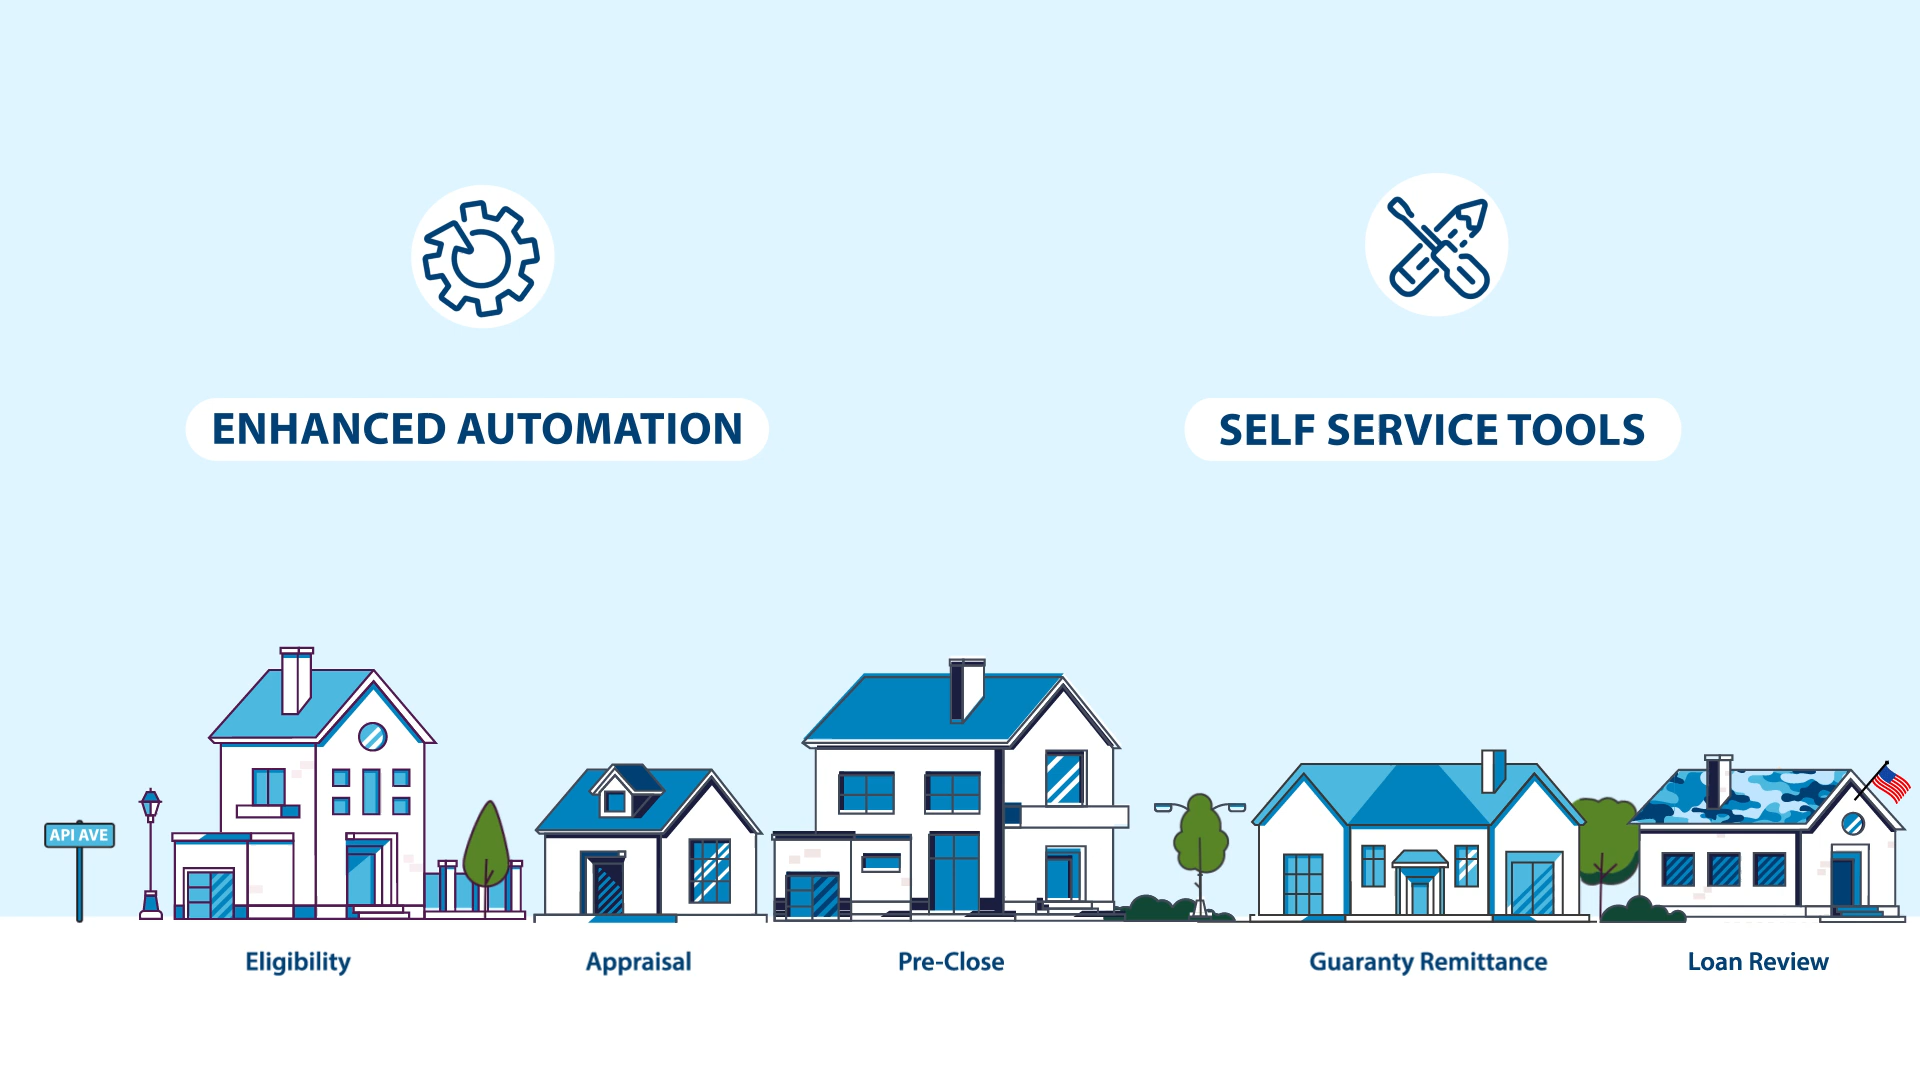 ENHANCED AUTOMATION
SELF SERVICE TOOLS
API AVE
Eligibility
Appraisal
Pre-Close
Guaranty Remittance
Loan Review